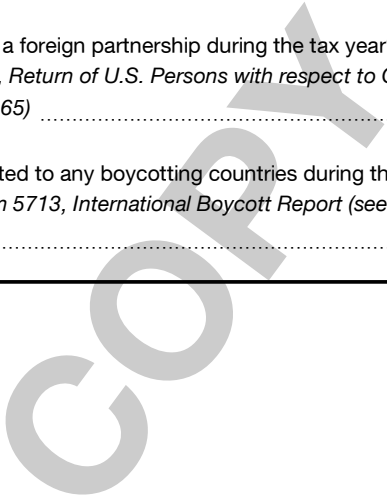 a foreign partnership during the tax year
, Return of U.S. Persons with respect to
65)
ted to any boycotting countries during th
5713, International Boycott Report (see
COPY